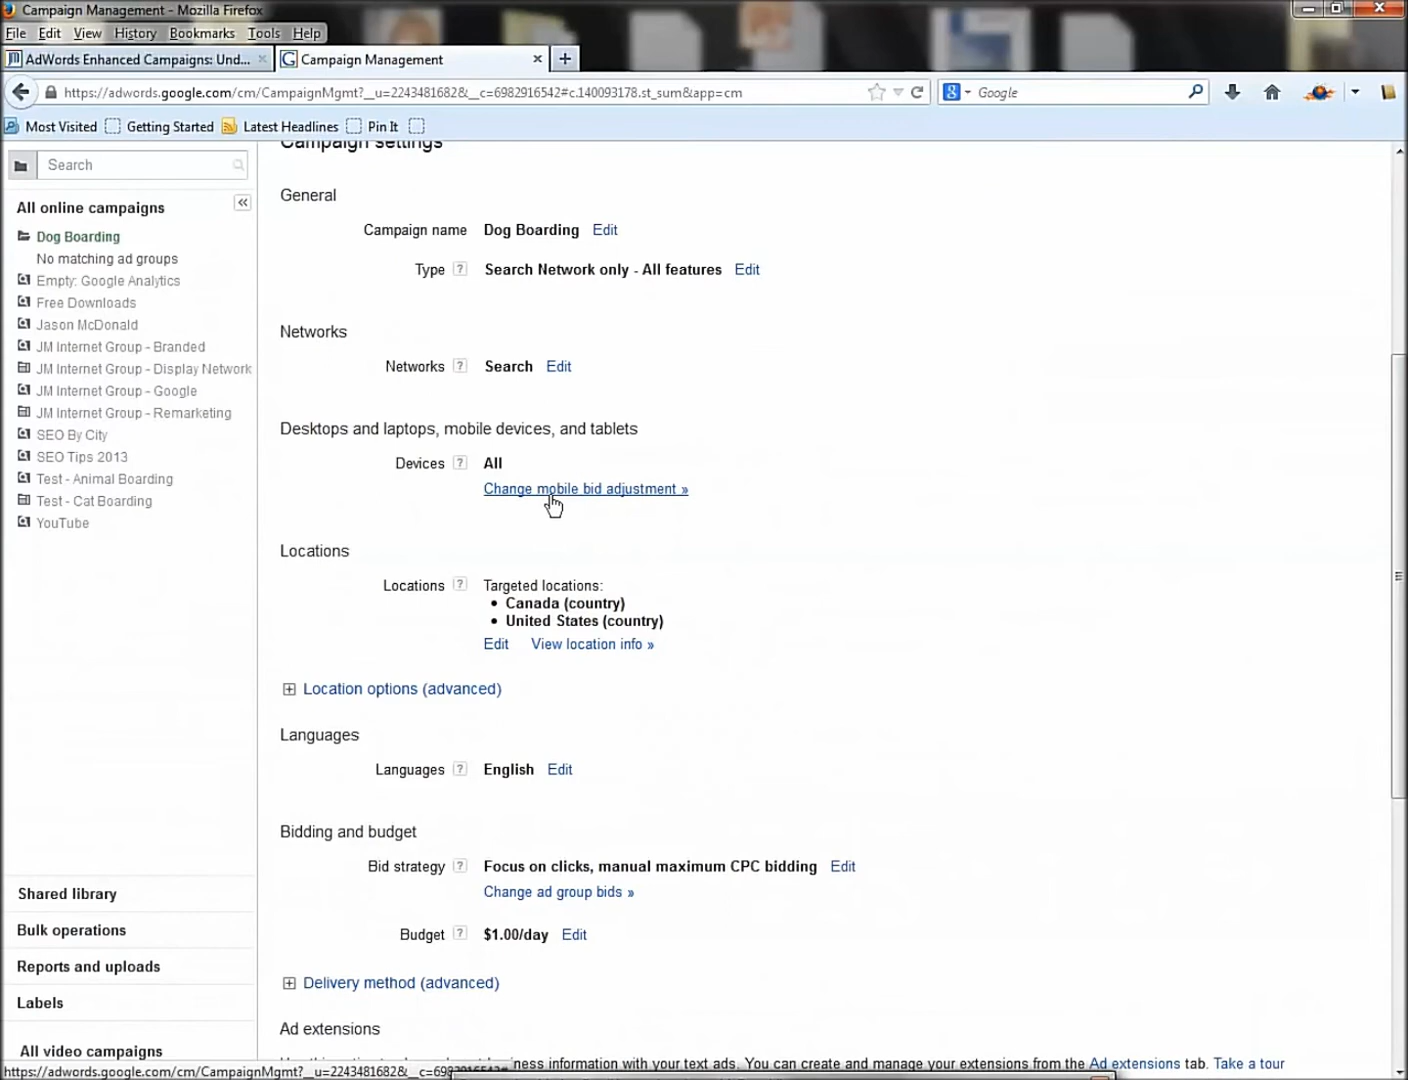 Campaign Management - Mozilla Firefox
File Edit View History Bookmarks Tools Help
AdWords Enhanced Campaigns: Und... × Campaign Management × +
https://adwords.google.com/cm/CampaignMgmt?__u=224348168&__c=6982916542#c.140093178.st_sum&app=cm Google
Most Visited Getting Started Latest Headlines Pin It
Search
All online campaigns
Dog Boarding
No matching ad groups
Empty: Google Analytics
Free Downloads
Jason McDonald
JM Internet Group - Branded
JM Internet Group - Display Network
JM Internet Group - Google
JM Internet Group - Remarketing
SEO By City
SEO Tips 2013
Test - Animal Boarding
Test - Cat Boarding
YouTube
Shared library
Bulk operations
Reports and uploads
Labels
All video campaigns
Campaign settings
General
Campaign name Dog Boarding Edit
Type ? Search Network only - All features Edit
Networks
Networks ? Search Edit
Desktops and laptops, mobile devices, and tablets
Devices ? All
Change mobile bid adjustment »
Locations
Locations ? Targeted locations:
• Canada (country)
• United States (country)
Edit View location info »
Location options (advanced)
Languages
Languages ? English Edit
Bidding and budget
Bid strategy ? Focus on clicks, manual maximum CPC bidding Edit
Change ad group bids »
Budget ? $1.00/day Edit
Delivery method (advanced)
Ad extensions
with your text ads. You can create and manage your extensions from the Ad extensions tab. Take a tour